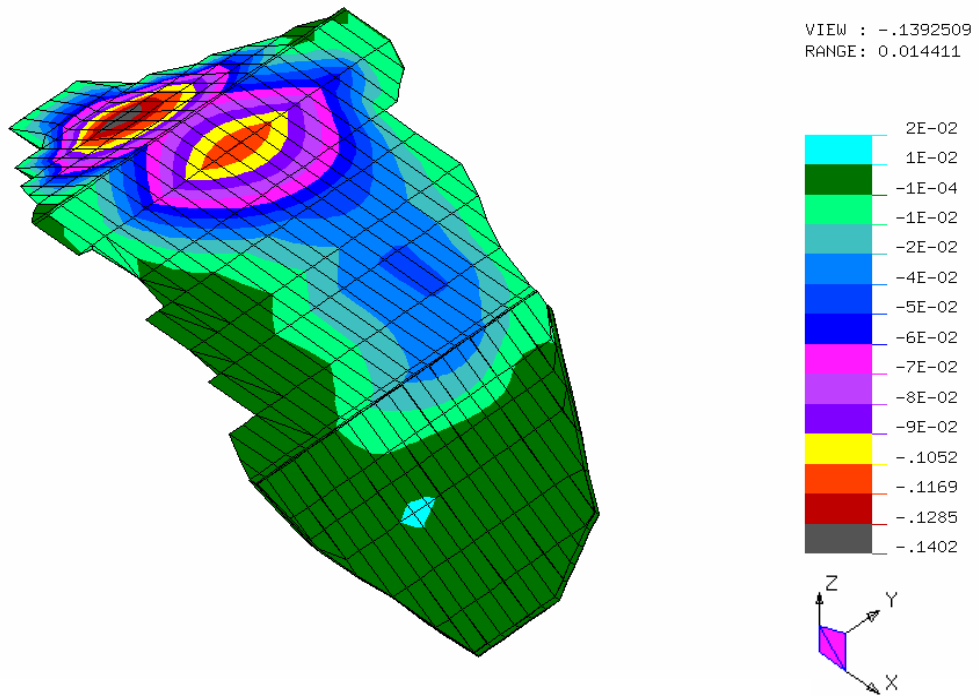 VIEW : -.1392509
RANGE: 0.014411
2E-02
1E-02
-1E-04
-1E-02
-2E-02
-4E-02
-5E-02
-6E-02
-7E-02
-8E-02
-9E-02
-.1052
-.1169
-.1285
-.1402
Z
Y
X